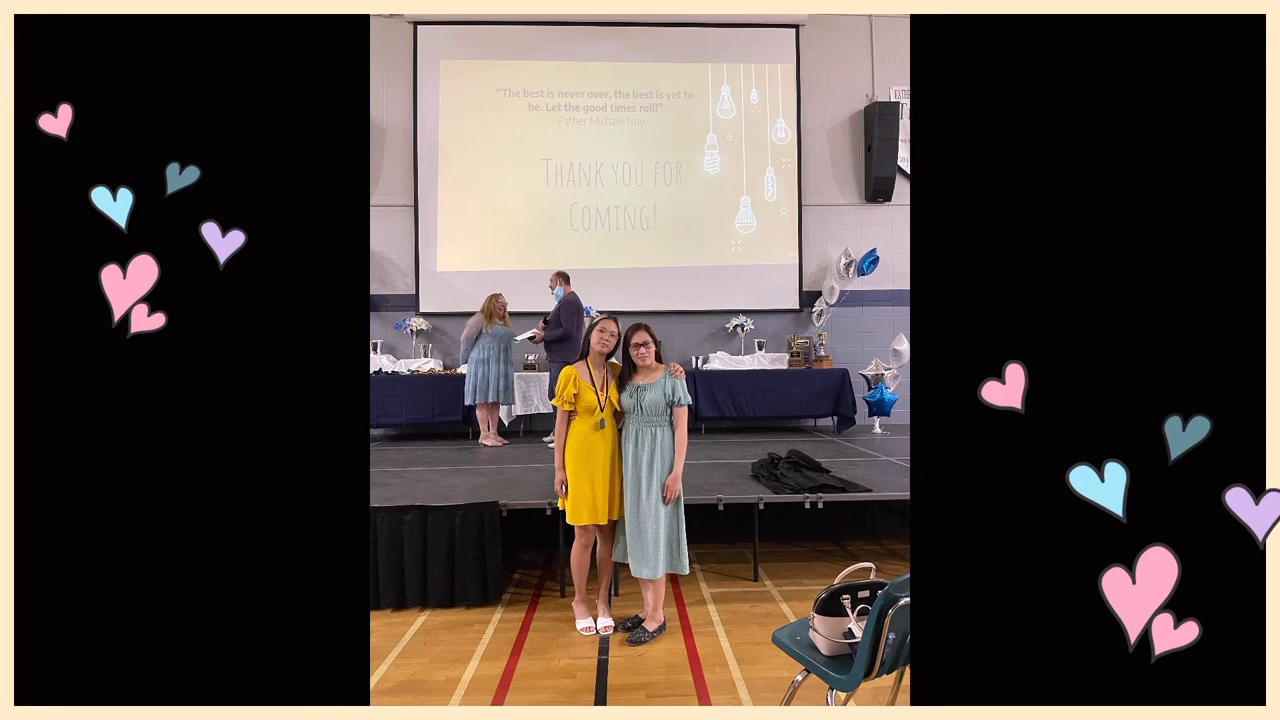 “The best is never over, the best is yet to
be. Let the good times roll!”
- Father Michael Troy -
Thank you for
Coming!